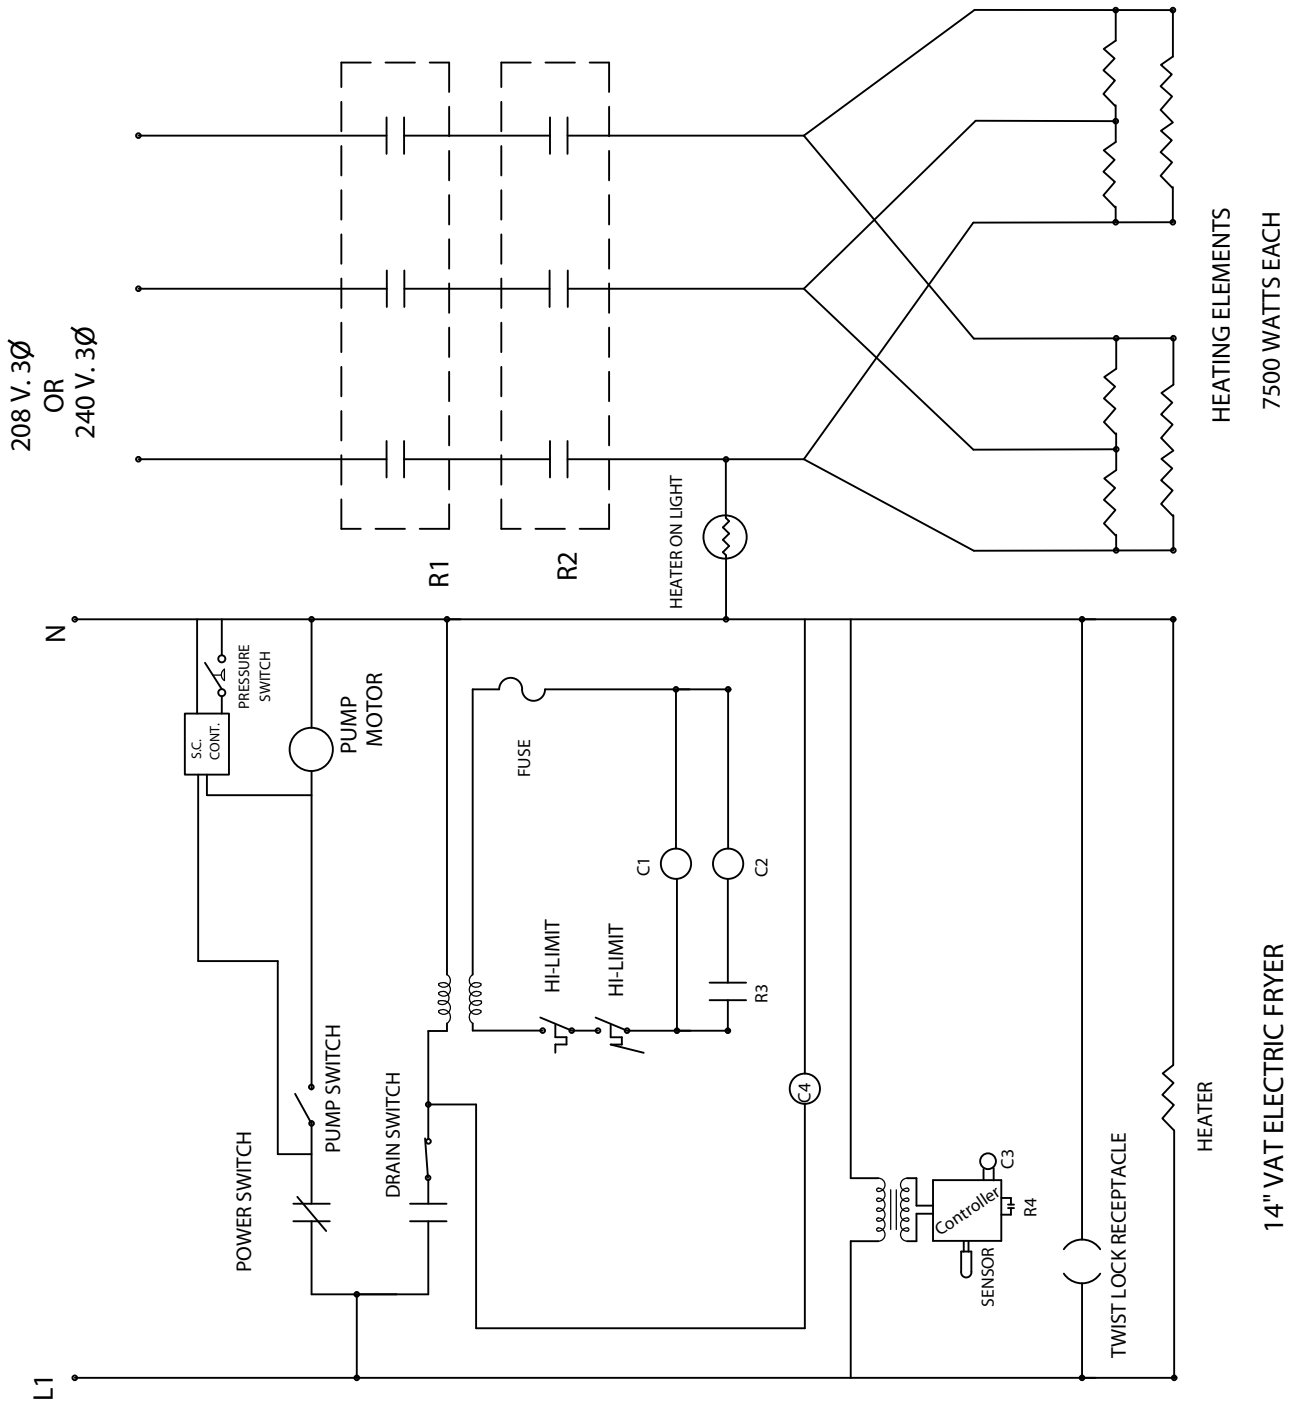 208 V. 3Ø
OR
240 V. 3Ø
L1
N
S.C.
CONT.
PRESSURE
SWITCH
PUMP
MOTOR
POWER SWITCH
PUMP SWITCH
DRAIN SWITCH
R1
R2
HEATER ON LIGHT
FUSE
HI-LIMIT
HI-LIMIT
C1
C2
R3
C4
Controller
C3
R4
SENSOR
TWIST LOCK RECEPTACLE
HEATER
HEATING ELEMENTS
7500 WATTS EACH
14" VAT ELECTRIC FRYER